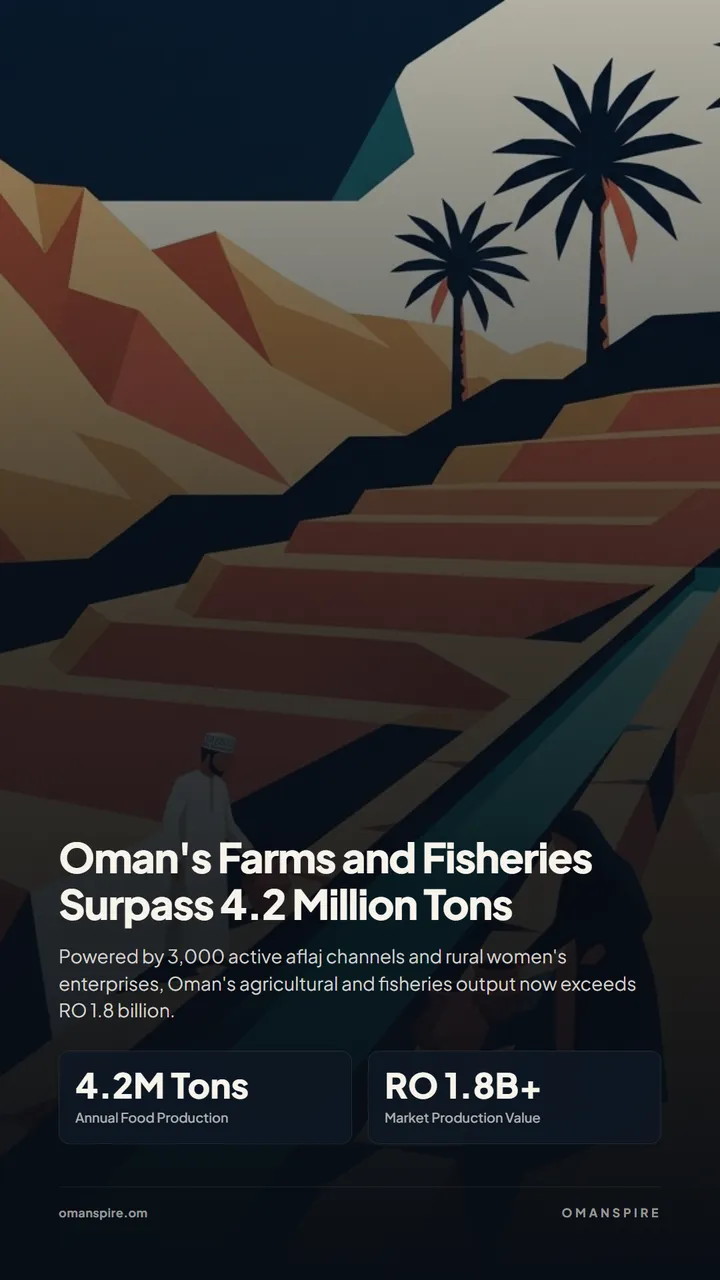 Oman's Farms and Fisheries
Surpass 4.2 Million Tons
Powered by 3,000 active aflaj channels and rural women's
enterprises, Oman's agricultural and fisheries output now exceeds
RO 1.8 billion.
4.2M Tons
Annual Food Production
RO 1.8B+
Market Production Value
omanspire.om
OMANSPIRE